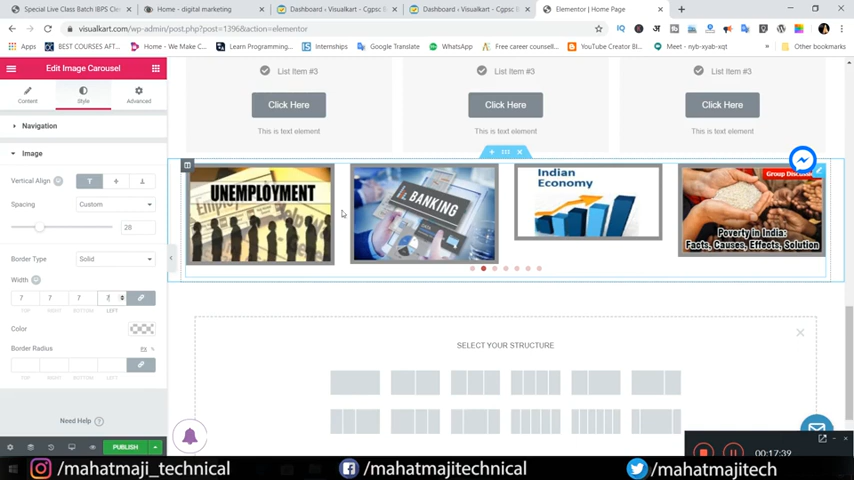 Special Live Class Batch IBPS Cle
Home - digital marketing
Dashboard ‹ Visualkart - Cgpsc E
Dashboard ‹ Visualkart - Cgpsc E
Elementor | Home Page
visualkart.com/wp-admin/post.php?post=1396&action=elementor
Apps
BEST COURSES AFT...
Home - We Make C...
Learn Programming...
Internships
Google Translate
WhatsApp
Free career counsell...
YouTube Creator Bl...
Meet - nyb-xyab-xqt
Other bookmarks
Edit Image Carousel
Content
Style
Advanced
Navigation
Image
Vertical Align
Spacing
Custom
28
Border Type
Solid
Width
7 7 7 7
TOP RIGHT BOTTOM LEFT
Color
Border Radius
PX %
TOP RIGHT BOTTOM LEFT
Need Help
PUBLISH
List Item #3
List Item #3
List Item #3
Click Here
Click Here
Click Here
This is text element
This is text element
This is text element
UNEMPLOYMENT
BANKING
DATA
Indian
Economy
Group Discussion
Poverty in India:
Facts, Causes, Effects, Solution
SELECT YOUR STRUCTURE
00:17:39
/mahatmaji_technical
/mahatmajitechnical
/mahatmajitech